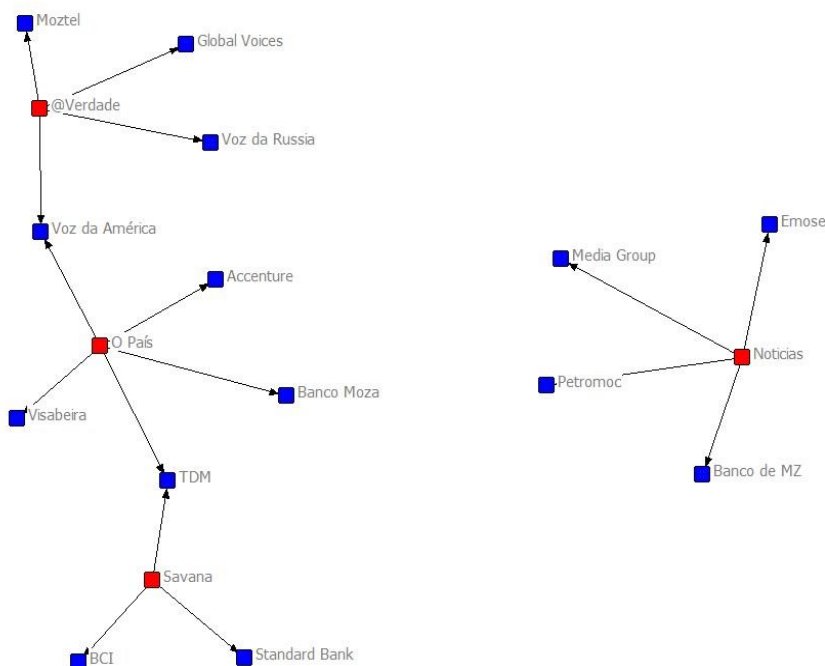 Moztel
Global Voices
@Verdade
Voz da Russia
Voz da América
Accenture
O País
Banco Moza
Visabeira
TDM
Savana
BCI
Standard Bank
Emose
Media Group
Noticias
Petromoc
Banco de MZ